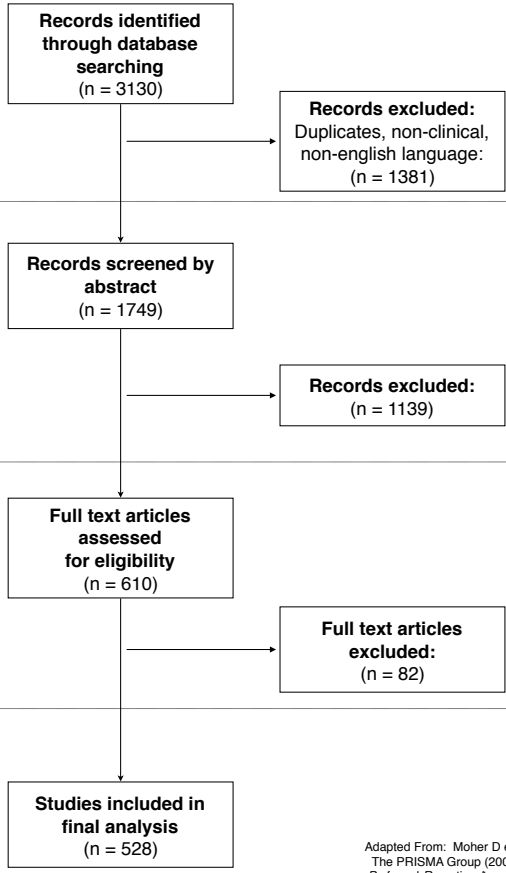 Records identified
through database
searching
(n = 3130)
Records excluded:
Duplicates, non-clinical,
non-english language:
(n = 1381)
Records screened by
abstract
(n = 1749)
Records excluded:
(n = 1139)
Full text articles
assessed
for eligibility
(n = 610)
Full text articles
excluded:
(n = 82)
Studies included in
final analysis
(n = 528)
Adapted From: Moher D
The PRISMA Group